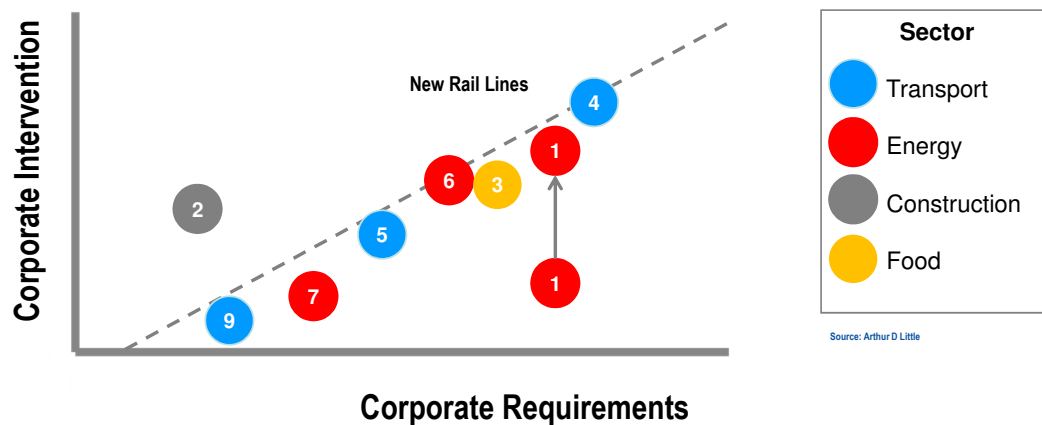 Corporate Intervention
New Rail Lines
4
1
6
3
2
5
1
7
9
Corporate Requirements
Sector
Transport
Energy
Construction
Food
Source: Arthur D Little